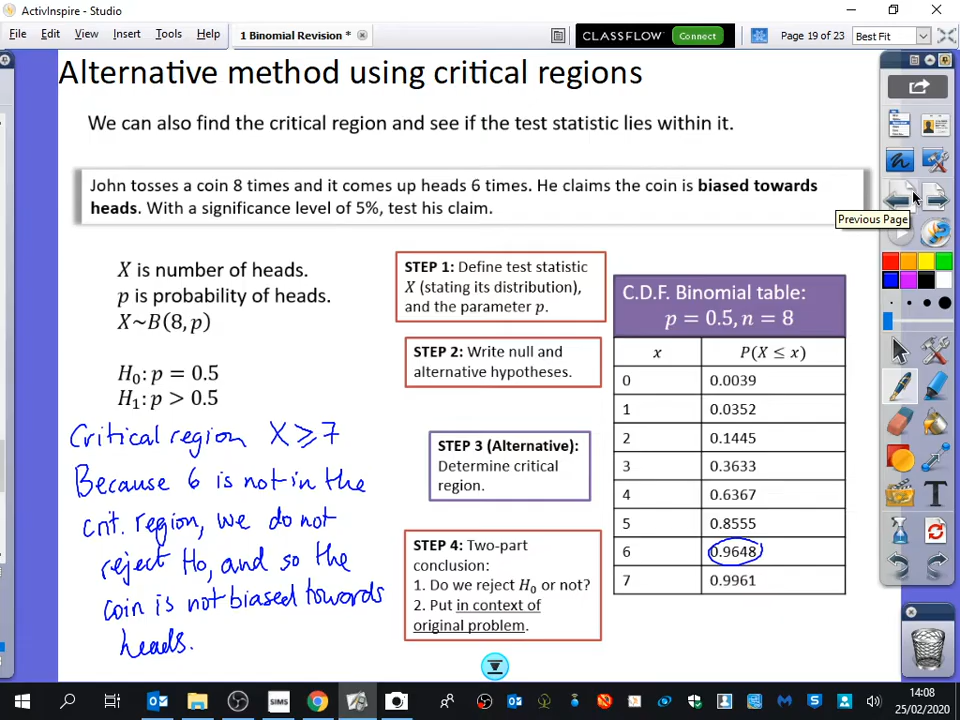 ActivInspire - Studio
File Edit View Insert Tools Help
1 Binomial Revision *
CLASSFLOW Connect
Page 19 of 23
Best Fit
Alternative method using critical regions
We can also find the critical region and see if the test statistic lies within it.
John tosses a coin 8 times and it comes up heads 6 times. He claims the coin is biased towards
heads. With a significance level of 5%, test his claim.
Previous Page
X is number of heads.
p is probability of heads.
X~B(8, p)
H₀: p = 0.5
H₁: p > 0.5
Critical region X ⩾ 7
Because 6 is not in the
crit. region, we do not
reject Ho, and so the
coin is not biased towards
heads.
STEP 1: Define test statistic
X (stating its distribution),
and the parameter p.
STEP 2: Write null and
alternative hypotheses.
STEP 3 (Alternative):
Determine critical
region.
STEP 4: Two-part
conclusion:
1. Do we reject H₀ or not?
2. Put in context of
original problem.
C.D.F. Binomial table:
p = 0.5, n = 8
x P(X ≤ x)
0 0.0039
1 0.0352
2 0.1445
3 0.3633
4 0.6367
5 0.8555
6 0.9648
7 0.9961
T
SIMS
14:08
25/02/2020